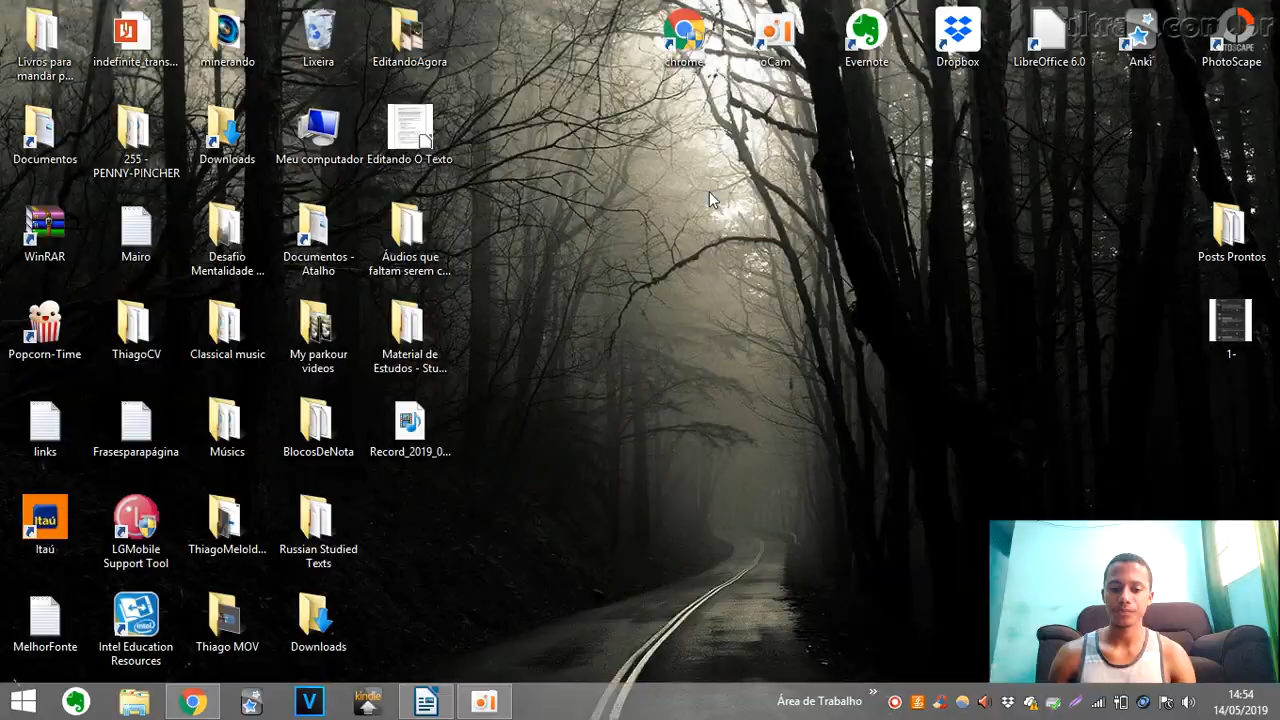 Livros para
mandar p...
indefinite_trans...
minerando
Lixeira
EditandoAgora
chrome
oCam
Evernote
Dropbox
LibreOffice 6.0
Anki
PhotoScape
Documentos
255 -
PENNY-PINCHER
Downloads
Meu computador
Editando O Texto
WinRAR
Mairo
Desafio
Mentalidade ...
Documentos -
Atalho
Áudios que
faltam serem c...
Posts Prontos
Popcorn-Time
ThiagoCV
Classical music
My parkour
videos
Material de
Estudos - Stu...
1-
links
Frasesparapágina
Músics
BlocosDeNota
Record_2019_0...
Itaú
Itaú
LGMobile
Support Tool
ThiagoMelold...
Russian Studied
Texts
MelhorFonte
intel
Intel Education
Resources
Thiago MOV
Downloads
V
kindle
Área de Trabalho
»
14:54
14/05/2019